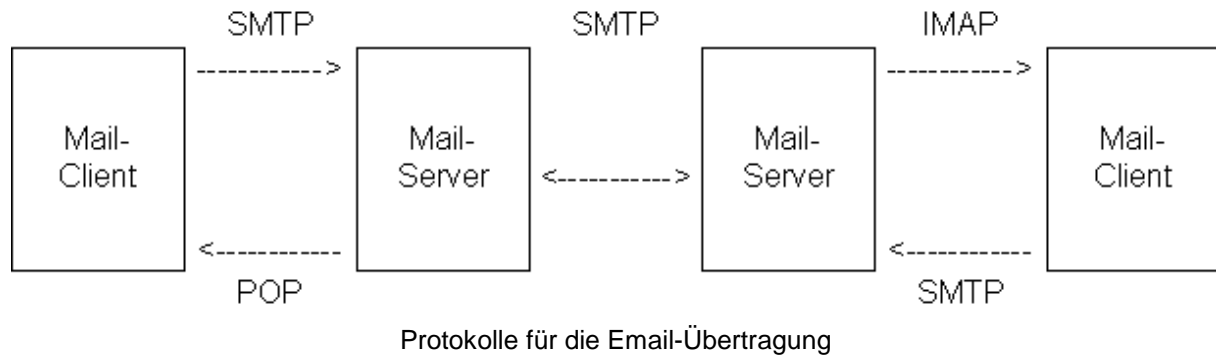 SMTP SMTP IMAP
------------> ------------>
Mail-Client Mail-Server Mail-Server Mail-Client
<----------->
<------------ <------------
POP SMTP
Protokolle für die Email-Übertragung